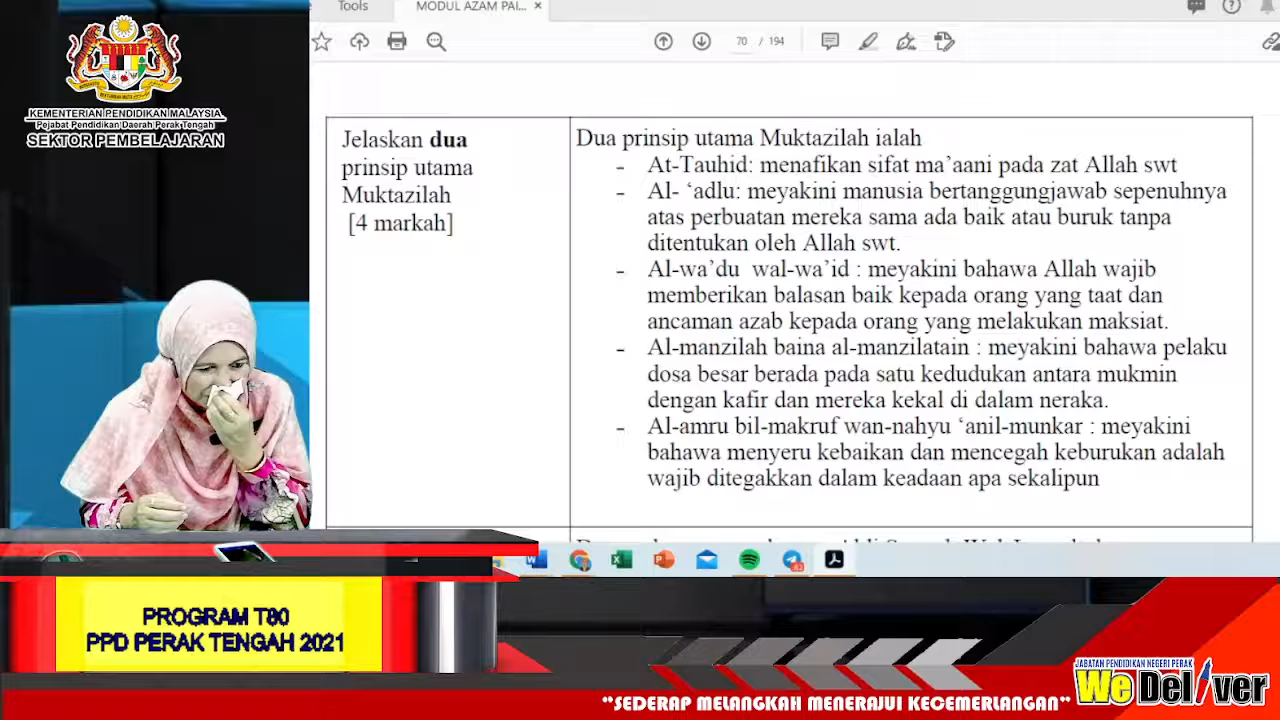 Tools
MODUL AZAM PAI... ×
70 / 194
KEMENTERIAN PENDIDIKAN MALAYSIA
Pejabat Pendidikan Daerah Perak Tengah
SEKTOR PEMBELAJARAN
Jelaskan dua
prinsip utama
Muktazilah
[4 markah]
Dua prinsip utama Muktazilah ialah
- At-Tauhid: menafikan sifat ma’aani pada zat Allah swt
- Al- ‘adlu: meyakini manusia bertanggungjawab sepenuhnya
atas perbuatan mereka sama ada baik atau buruk tanpa
ditentukan oleh Allah swt.
- Al-wa’du wal-wa’id : meyakini bahawa Allah wajib
memberikan balasan baik kepada orang yang taat dan
ancaman azab kepada orang yang melakukan maksiat.
- Al-manzilah baina al-manzilatain : meyakini bahawa pelaku
dosa besar berada pada satu kedudukan antara mukmin
dengan kafir dan mereka kekal di dalam neraka.
- Al-amru bil-makruf wan-nahyu ‘anil-munkar : meyakini
bahawa menyeru kebaikan dan mencegah keburukan adalah
wajib ditegakkan dalam keadaan apa sekalipun
PROGRAM T80
PPD PERAK TENGAH 2021
JABATAN PENDIDIKAN NEGERI PERAK
We Deliver
"SEDERAP MELANGKAH MENERAJUI KECEMERLANGAN"